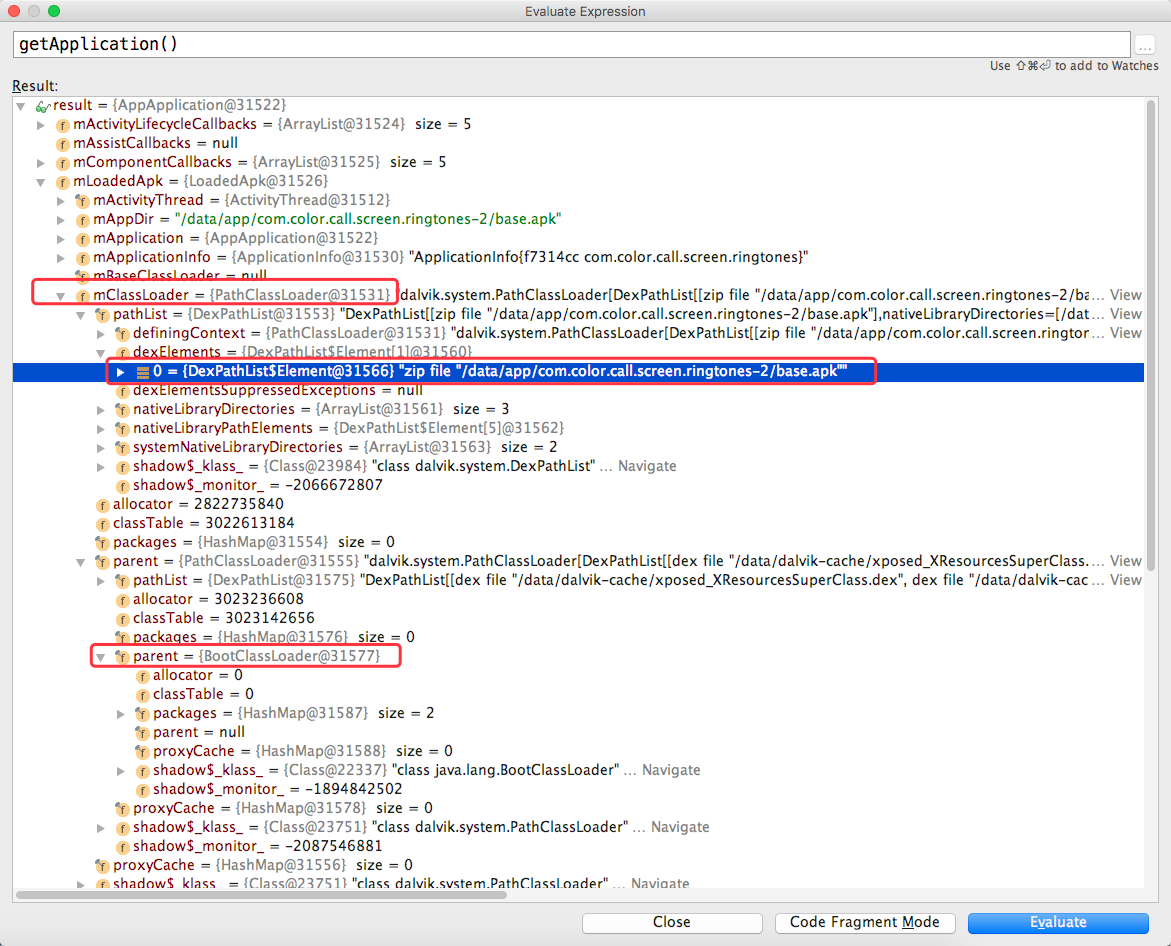 Evaluate Expression
getApplication()
...
Use ⇧⌘⏎ to add to Watches
Result:
result = {AppApplication@31522}
mActivityLifecycleCallbacks = {ArrayList@31524} size = 5
mAssistCallbacks = null
mComponentCallbacks = {ArrayList@31525} size = 5
mLoadedApk = {LoadedApk@31526}
mActivityThread = {ActivityThread@31512}
mAppDir = "/data/app/com.color.call.screen.ringtones-2/base.apk"
mApplication = {AppApplication@31522}
mApplicationInfo = {ApplicationInfo@31530} "ApplicationInfo{f7314cc com.color.call.screen.ringtones}"
mBaseClassLoader = null
mClassLoader = {PathClassLoader@31531} "dalvik.system.PathClassLoader[DexPathList[[zip file "/data/app/com.color.call.screen.ringtones-2/ba... View
pathList = {DexPathList@31553} "DexPathList[[zip file "/data/app/com.color.call.screen.ringtones-2/base.apk"],nativeLibraryDirectories=[/dat... View
definingContext = {PathClassLoader@31531} "dalvik.system.PathClassLoader[DexPathList[[zip file "/data/app/com.color.call.screen.ringtor... View
dexElements = {DexPathList$Element[1]@31560}
0 = {DexPathList$Element@31566} "zip file "/data/app/com.color.call.screen.ringtones-2/base.apk""
dexElementsSuppressedExceptions = null
nativeLibraryDirectories = {ArrayList@31561} size = 3
nativeLibraryPathElements = {DexPathList$Element[5]@31562}
systemNativeLibraryDirectories = {ArrayList@31563} size = 2
shadow$_klass_ = {Class@23984} "class dalvik.system.DexPathList" ... Navigate
shadow$_monitor_ = -2066672807
allocator = 2822735840
classTable = 3022613184
packages = {HashMap@31554} size = 0
parent = {PathClassLoader@31555} "dalvik.system.PathClassLoader[DexPathList[[dex file "/data/dalvik-cache/xposed_XResourcesSuperClass.... View
pathList = {DexPathList@31575} "DexPathList[[dex file "/data/dalvik-cache/xposed_XResourcesSuperClass.dex", dex file "/data/dalvik-cac... View
allocator = 3023236608
classTable = 3023142656
packages = {HashMap@31576} size = 0
parent = {BootClassLoader@31577}
allocator = 0
classTable = 0
packages = {HashMap@31587} size = 2
parent = null
proxyCache = {HashMap@31588} size = 0
shadow$_klass_ = {Class@22337} "class java.lang.BootClassLoader" ... Navigate
shadow$_monitor_ = -1894842502
proxyCache = {HashMap@31578} size = 0
shadow$_klass_ = {Class@23751} "class dalvik.system.PathClassLoader" ... Navigate
shadow$_monitor_ = -2087546881
proxyCache = {HashMap@31556} size = 0
shadow$_klass_ = {Class@23751} "class dalvik.system.PathClassLoader" ... Navigate
Close
Code Fragment Mode
Evaluate